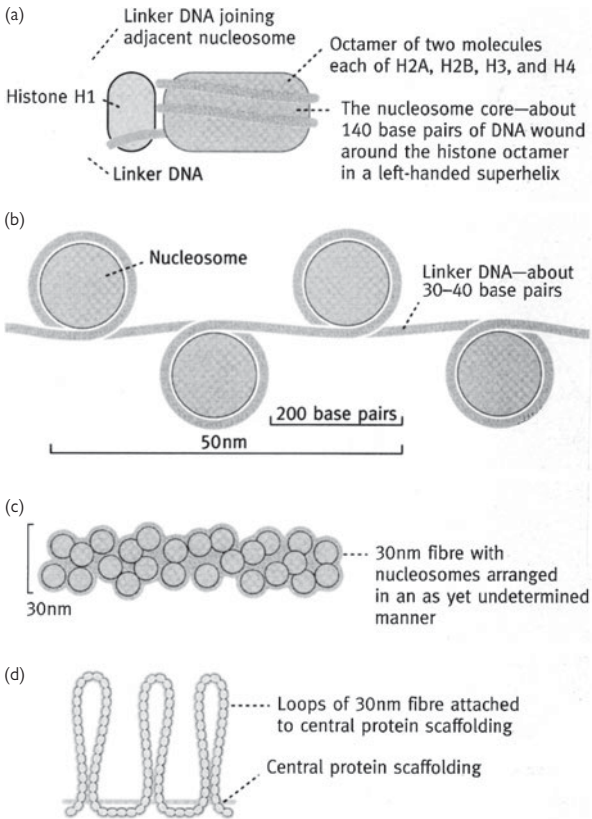 (a)
Linker DNA joining
adjacent nucleosome
Octamer of two molecules
each of H2A, H2B, H3, and H4
Histone H1
The nucleosome core—about
140 base pairs of DNA wound
around the histone octamer
in a left-handed superhelix
Linker DNA
(b)
Nucleosome
Linker DNA—about
30–40 base pairs
200 base pairs
50nm
(c)
30nm fibre with
nucleosomes arranged
in an as yet undetermined
manner
30nm
(d)
Loops of 30nm fibre attached
to central protein scaffolding
Central protein scaffolding